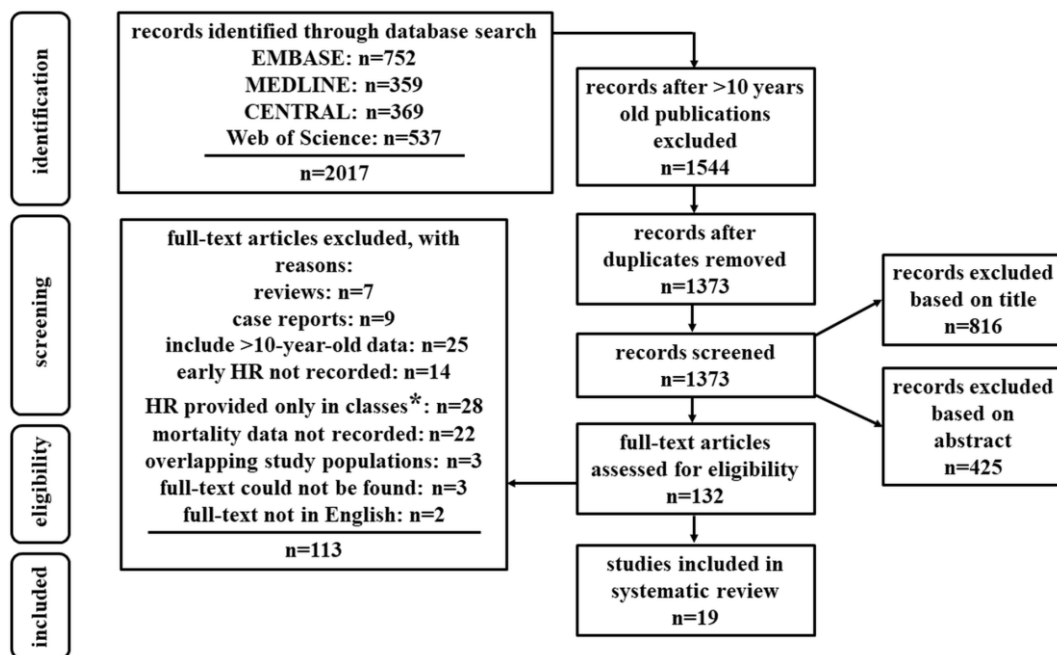 identification
records identified through database search
EMBASE: n=752
MEDLINE: n=359
CENTRAL: n=369
Web of Science: n=537
n=2017
records after >10 years
old publications
excluded
n=1544
screening
records after
duplicates removed
n=1373
records screened
n=1373
records excluded
based on title
n=816
records excluded
based on
abstract
n=425
eligibility
full-text articles
assessed for eligibility
n=132
full-text articles excluded, with
reasons:
reviews: n=7
case reports: n=9
include >10-year-old data: n=25
early HR not recorded: n=14
HR provided only in classes*: n=28
mortality data not recorded: n=22
overlapping study populations: n=3
full-text could not be found: n=3
full-text not in English: n=2
n=113
included
studies included in
systematic review
n=19